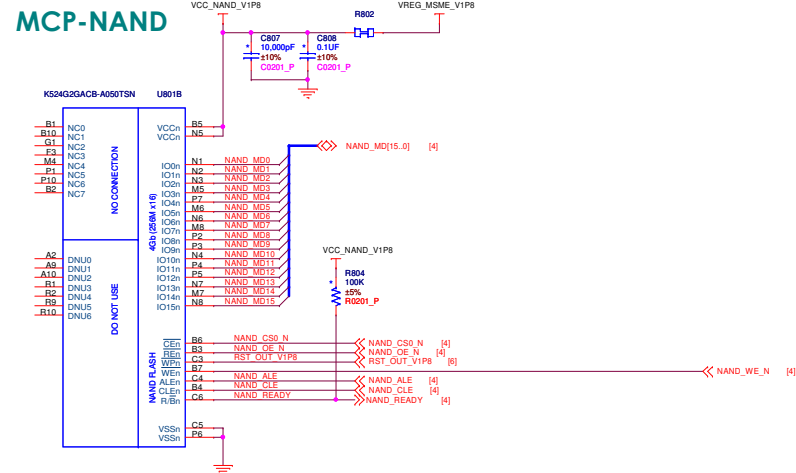 MCP-NAND
VCC_NAND_V1P8
R802
VREG_MSME_V1P8
C807
10,000pF
±10%
C0201_P
C808
0.1UF
±10%
C0201_P
K524G2GACB-A050TSN
U801B
B1 NC0
B10 NC1
G1 NC2
F3 NC3
M4 NC4
P1 NC5
P10 NC6
B2 NC7
NO CONNECTION
A2 DNU0
A9 DNU1
A10 DNU2
R1 DNU3
R2 DNU4
R9 DNU5
R10 DNU6
DO NOT USE
4Gb (256M x16)
NAND FLASH
VCCn B5
VCCn N5
IO0n N1 NAND_MD0
IO1n N2 NAND_MD1
IO2n N3 NAND_MD2
IO3n M5 NAND_MD3
IO4n P7 NAND_MD4
IO5n M6 NAND_MD5
IO6n N6 NAND_MD6
IO7n M8 NAND_MD7
IO8n P2 NAND_MD8
IO9n P3 NAND_MD9
IO10n N4 NAND_MD10
IO11n P4 NAND_MD11
IO12n P5 NAND_MD12
IO13n N7 NAND_MD13
IO14n M7 NAND_MD14
IO15n N8 NAND_MD15
NAND_MD[15..0] [4]
VCC_NAND_V1P8
R804
100K
±5%
R0201_P
CEn B6 NAND_CS0_N NAND_CS0_N [4]
REn B3 NAND_OE_N NAND_OE_N [4]
WPn C3 RST_OUT_V1P8 RST_OUT_V1P8 [6]
WEn B7 NAND_WE_N [4]
ALEn C4 NAND_ALE NAND_ALE [4]
CLEn B4 NAND_CLE NAND_CLE [4]
R/Bn C6 NAND_READY NAND_READY [4]
VSSn C5
VSSn P6